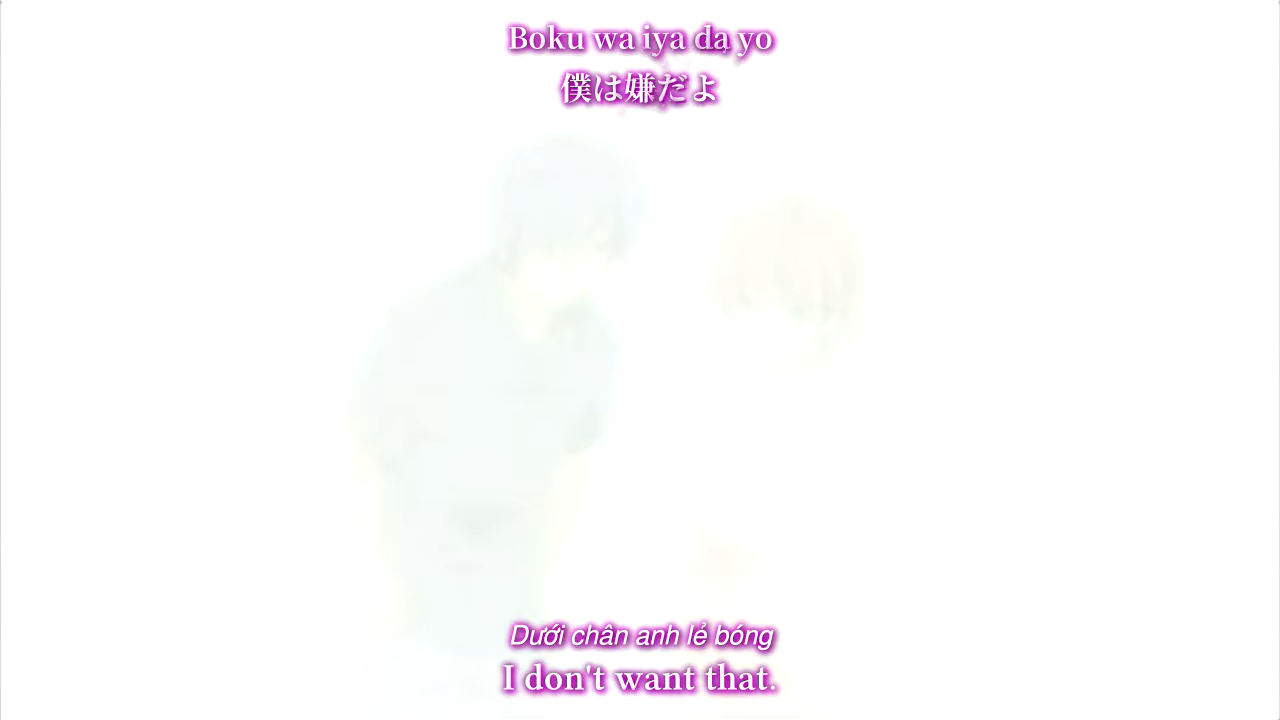 Boku wa iya da yo
僕は嫌だよ
Dưới chân anh lẻ bóng
I don't want that.